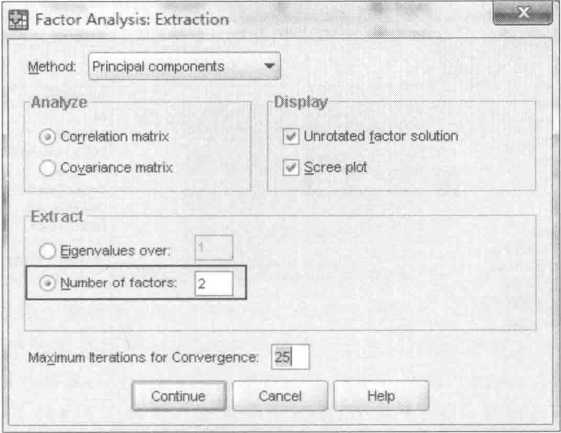 Factor Analysis: Extraction
Method: Principal components
Analyze
Correlation matrix
Covariance matrix
Display
Unrotated factor solution
Scree plot
Extract
Eigenvalues over: 1
Number of factors: 2
Maximum Iterations for Convergence: 25
Continue Cancel Help